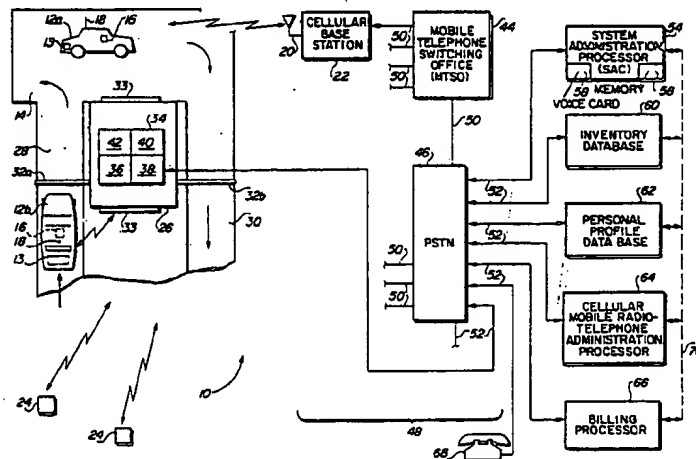 12a
18
16
13
20
CELLULAR
BASE
STATION
22
50
50
MOBILE
TELEPHONE
SWITCHING
OFFICE
(MTSO)
44
SYSTEM
ADMINISTRATION
PROCESSOR
(SAC)
54
58
58
MEMORY
VOICE CARD
14
28
33
34
42
40
36
38
32a
32b
33
26
30
12b
16
18
13
50
46
PSTN
50
50
52
52
52
52
52
52
60
INVENTORY
DATABASE
62
PERSONAL
PROFILE
DATA BASE
64
CELLULAR
MOBILE RADIO-
TELEPHONE
ADMINISTRATION
PROCESSOR
66
BILLING
PROCESSOR
24
24
10
48
68